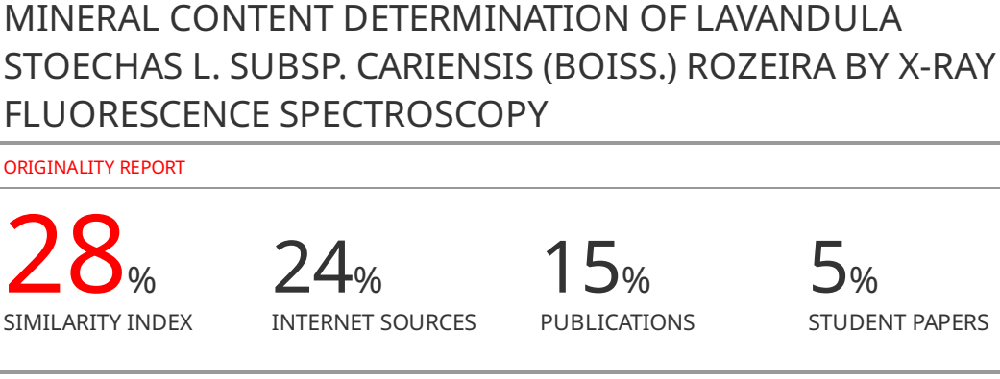 MINERAL CONTENT DETERMINATION OF LAVANDULA
STOECHAS L. SUBSP. CARIENSIS (BOISS.) ROZEIRA BY X-RAY
FLUORESCENCE SPECTROSCOPY
ORIGINALITY REPORT
28% 24% 15% 5%
SIMILARITY INDEX INTERNET SOURCES PUBLICATIONS STUDENT PAPERS